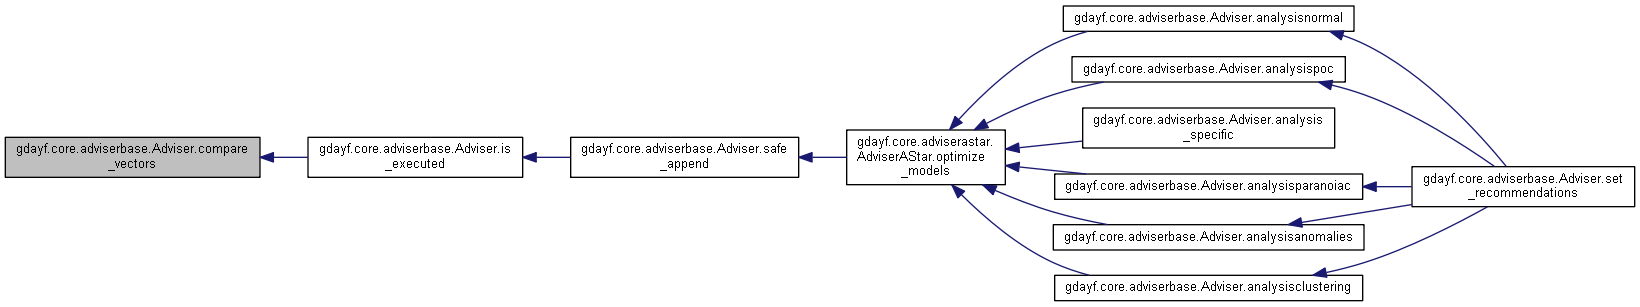 gdayf.core.adviserbase.Adviser.compare
_vectors
gdayf.core.adviserbase.Adviser.is
_executed
gdayf.core.adviserbase.Adviser.safe
_append
gdayf.core.adviserastar.
AdviserAStar.optimize
_models
gdayf.core.adviserbase.Adviser.analysisnormal
gdayf.core.adviserbase.Adviser.analysispoc
gdayf.core.adviserbase.Adviser.analysis
_specific
gdayf.core.adviserbase.Adviser.analysisparanoiac
gdayf.core.adviserbase.Adviser.analysisanomalies
gdayf.core.adviserbase.Adviser.analysisclustering
gdayf.core.adviserbase.Adviser.set
_recommendations